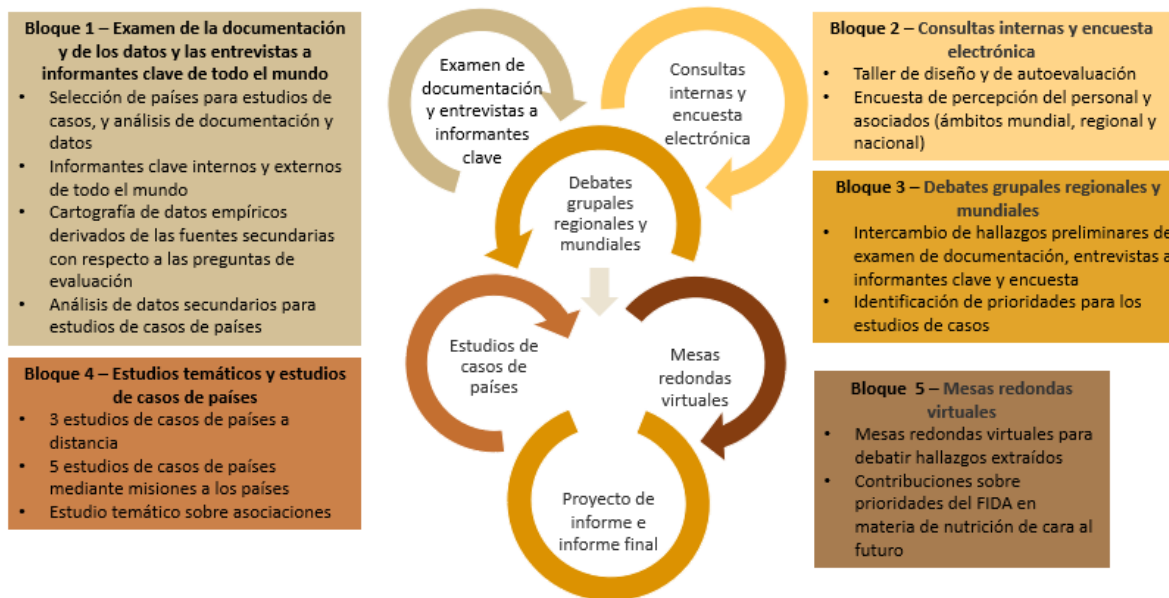 Bloque 1 – Examen de la documentación
y de los datos y las entrevistas a
informantes clave de todo el mundo
• Selección de países para estudios de
casos, y análisis de documentación y
datos
• Informantes clave internos y externos
de todo el mundo
• Cartografía de datos empíricos
derivados de las fuentes secundarias
con respecto a las preguntas de
evaluación
• Análisis de datos secundarios para
estudios de casos de países
Bloque 4 – Estudios temáticos y estudios
de casos de países
• 3 estudios de casos de países a
distancia
• 5 estudios de casos de países
mediante misiones a los países
• Estudio temático sobre asociaciones
Examen de
documentación
y entrevistas a
informantes
clave
Consultas
internas y
encuesta
electrónica
Debates
grupales
regionales y
mundiales
Estudios de
casos de
países
Mesas
redondas
virtuales
Proyecto de
informe e
informe final
Bloque 2 – Consultas internas y encuesta
electrónica
• Taller de diseño y de autoevaluación
• Encuesta de percepción del personal y
asociados (ámbitos mundial, regional y
nacional)
Bloque 3 – Debates grupales regionales y
mundiales
• Intercambio de hallazgos preliminares de
examen de documentación, entrevistas a
informantes clave y encuesta
• Identificación de prioridades para los
estudios de casos
Bloque 5 – Mesas redondas
virtuales
• Mesas redondas virtuales para
debatir hallazgos extraídos
• Contribuciones sobre
prioridades del FIDA en
materia de nutrición de cara al
futuro